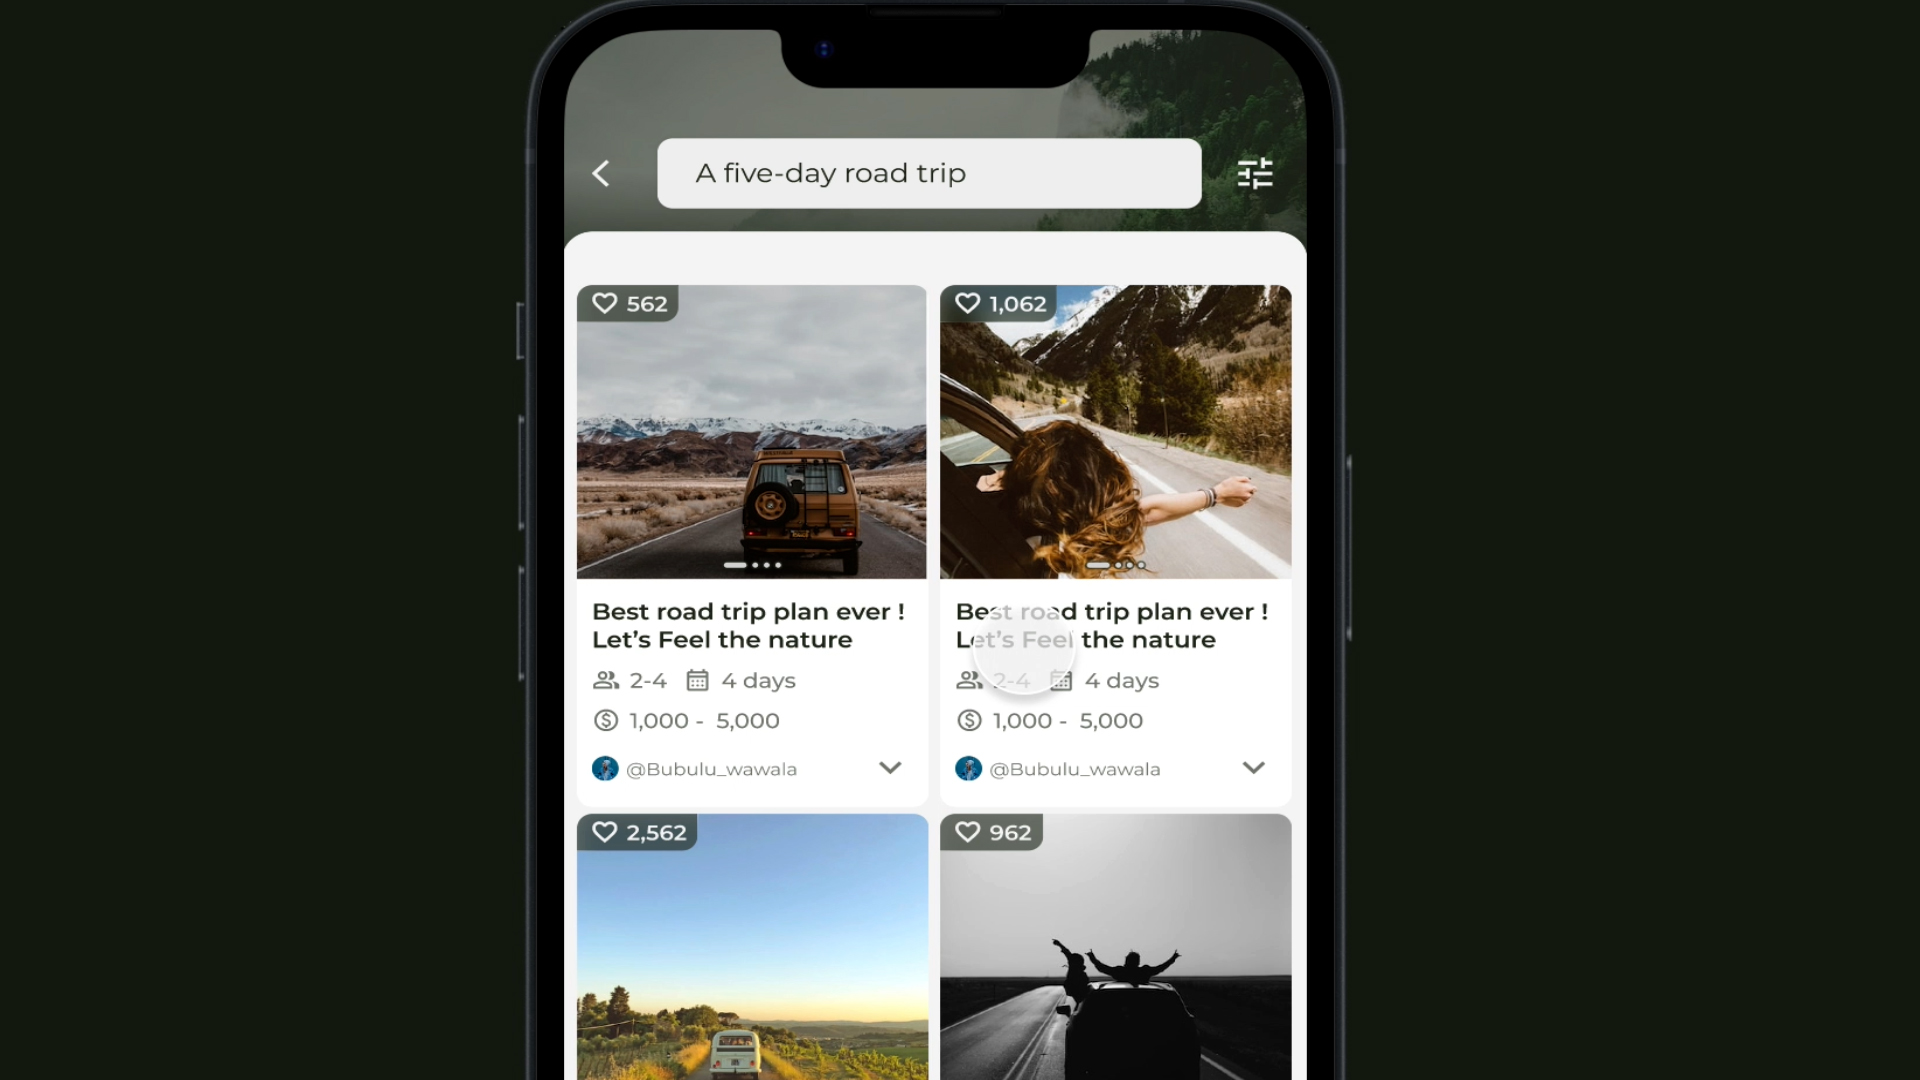 A five-day road trip
562
1,062
Best road trip plan ever !
Let’s Feel the nature
2-4 4 days
1,000 - 5,000
@Bubulu_wawala
Best road trip plan ever !
Let’s Feel the nature
2-4 4 days
1,000 - 5,000
@Bubulu_wawala
2,562
962